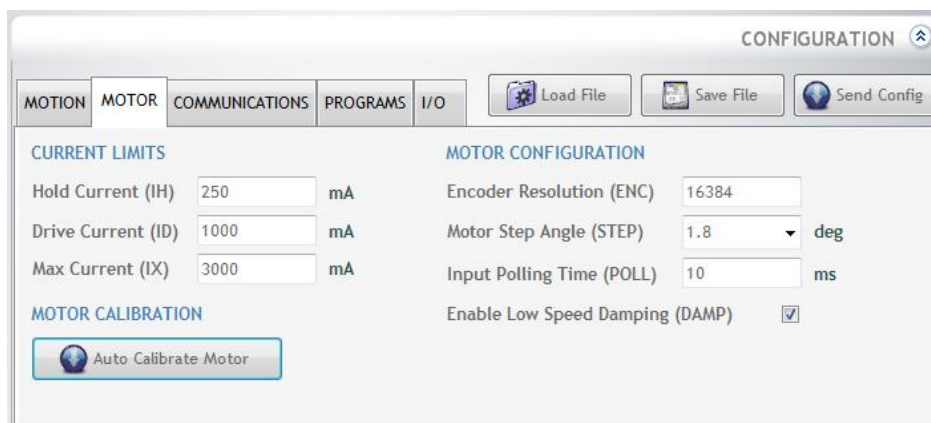 CONFIGURATION
MOTION MOTOR COMMUNICATIONS PROGRAMS I/O Load File Save File Send Config
CURRENT LIMITS
Hold Current (IH) 250 mA
Drive Current (ID) 1000 mA
Max Current (IX) 3000 mA
MOTOR CALIBRATION
Auto Calibrate Motor
MOTOR CONFIGURATION
Encoder Resolution (ENC) 16384
Motor Step Angle (STEP) 1.8 deg
Input Polling Time (POLL) 10 ms
Enable Low Speed Damping (DAMP)